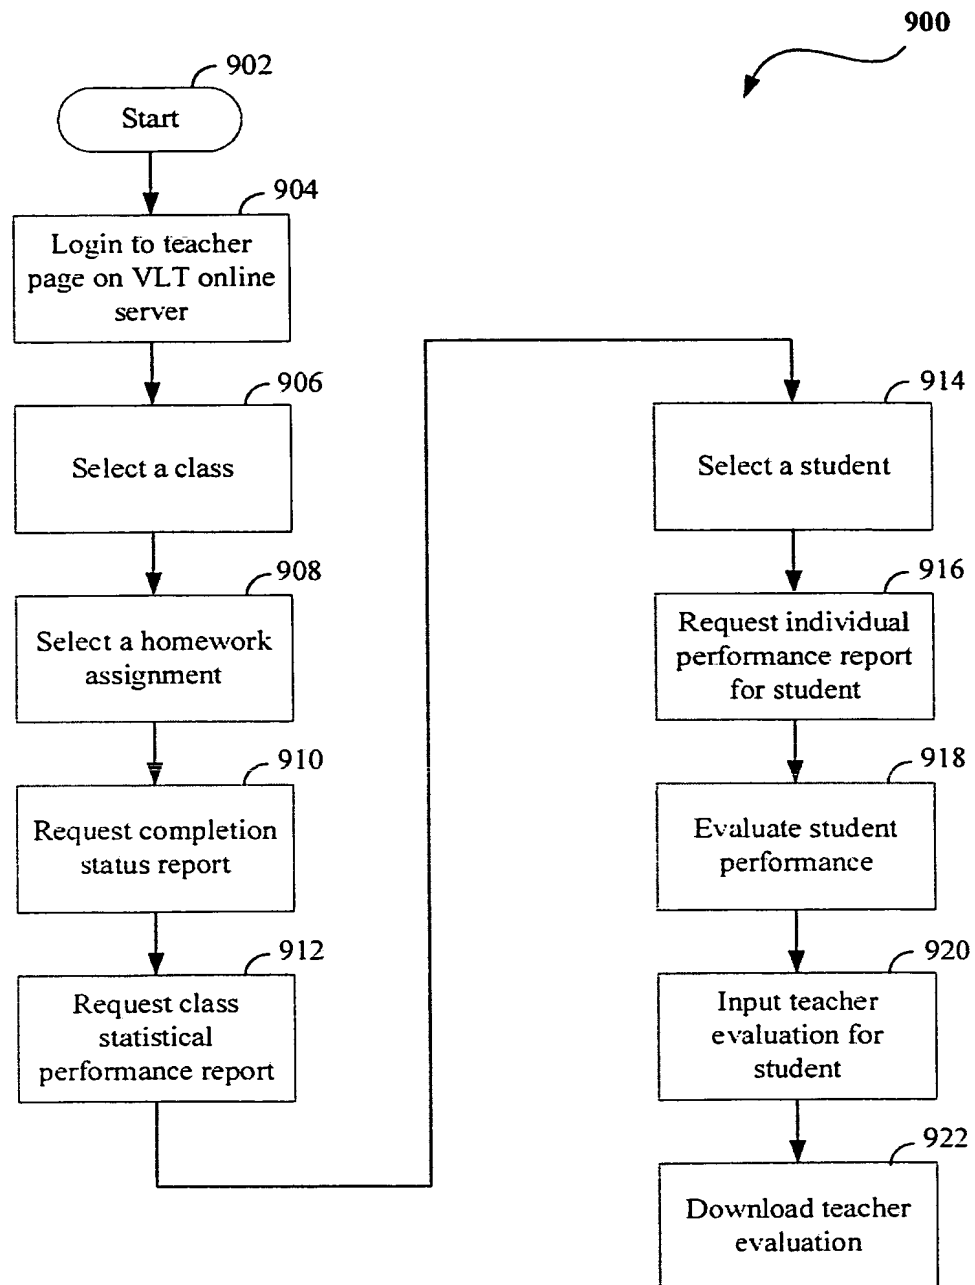 900
902
Start
904
Login to teacher
page on VLT online
server
906
Select a class
908
Select a homework
assignment
910
Request completion
status report
912
Request class
statistical
performance report
914
Select a student
916
Request individual
performance report
for student
918
Evaluate student
performance
920
Input teacher
evaluation for
student
922
Download teacher
evaluation